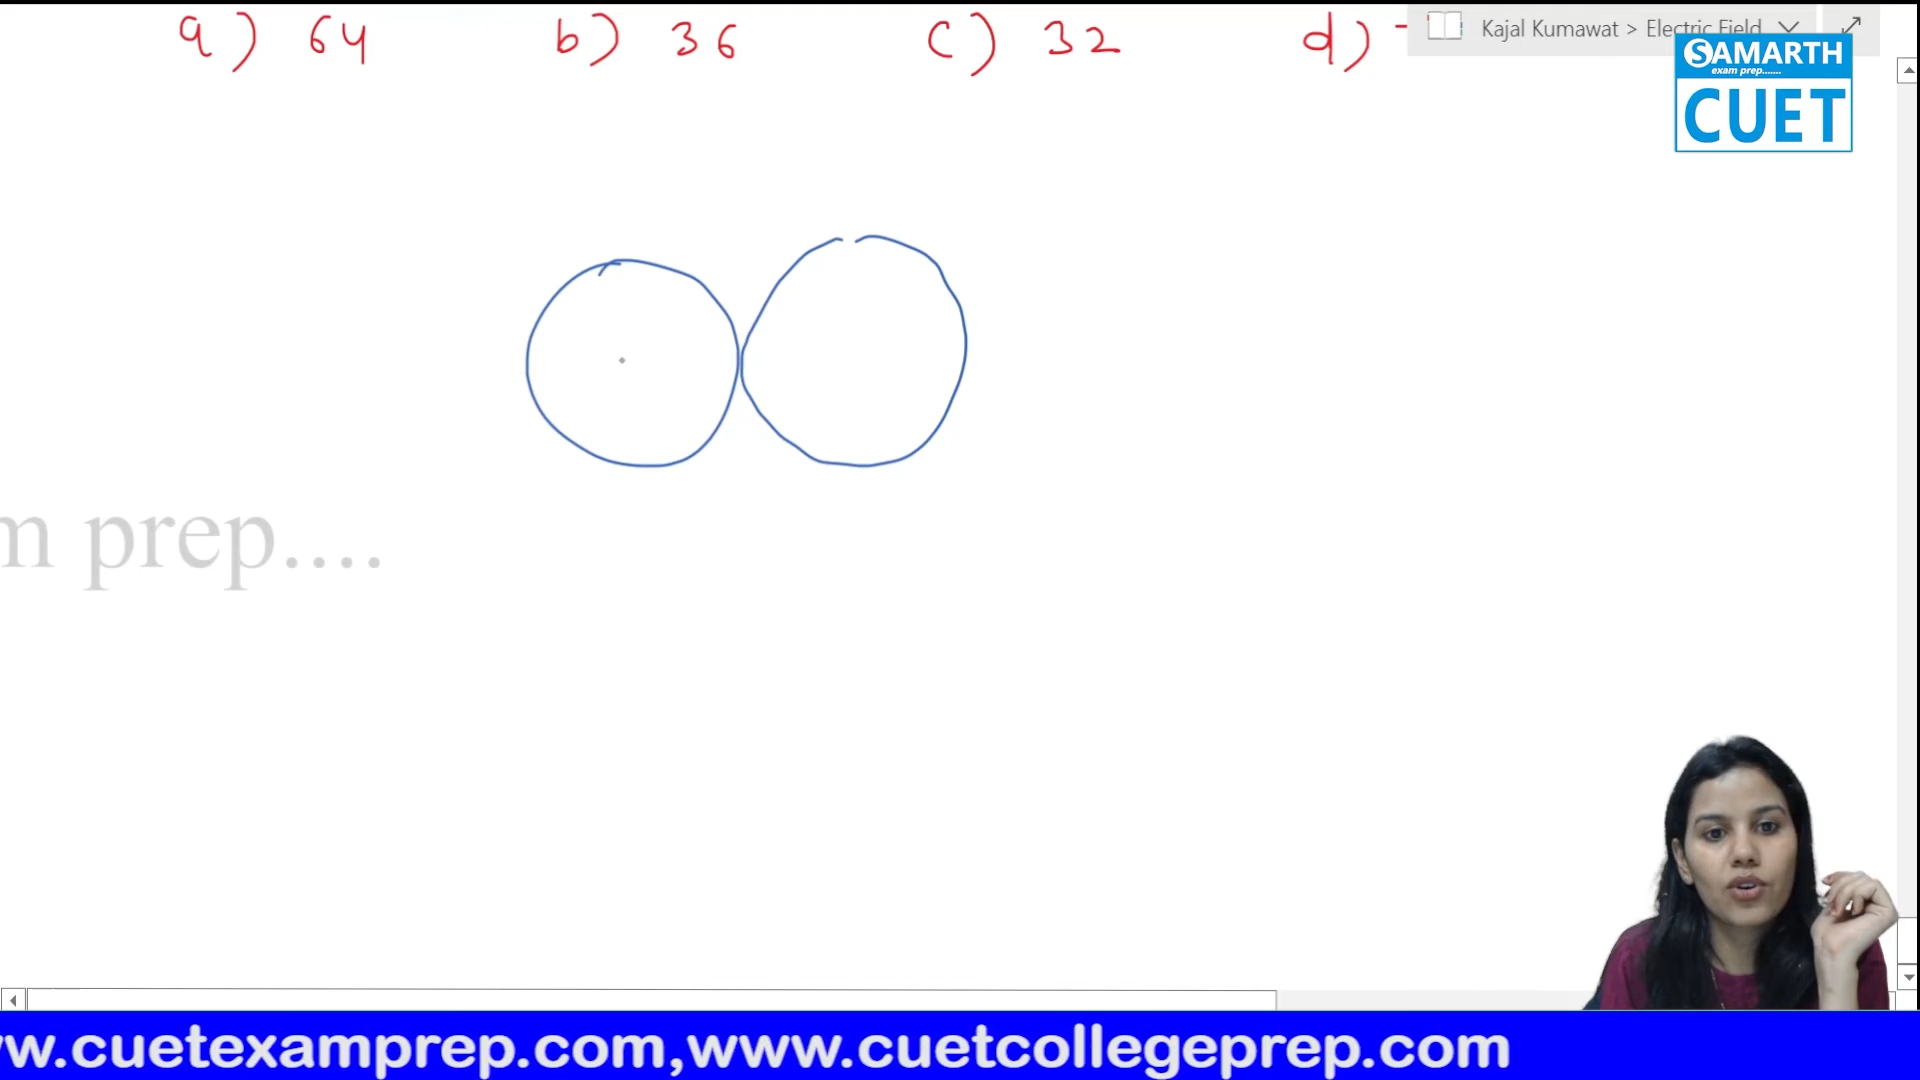 a) 64 b) 36 c) 32 d)
Kajal Kumawat > Electric Field
SAMARTH
exam prep.......
CUET
m prep....
w.cuetexamprep.com,www.cuetcollegeprep.com